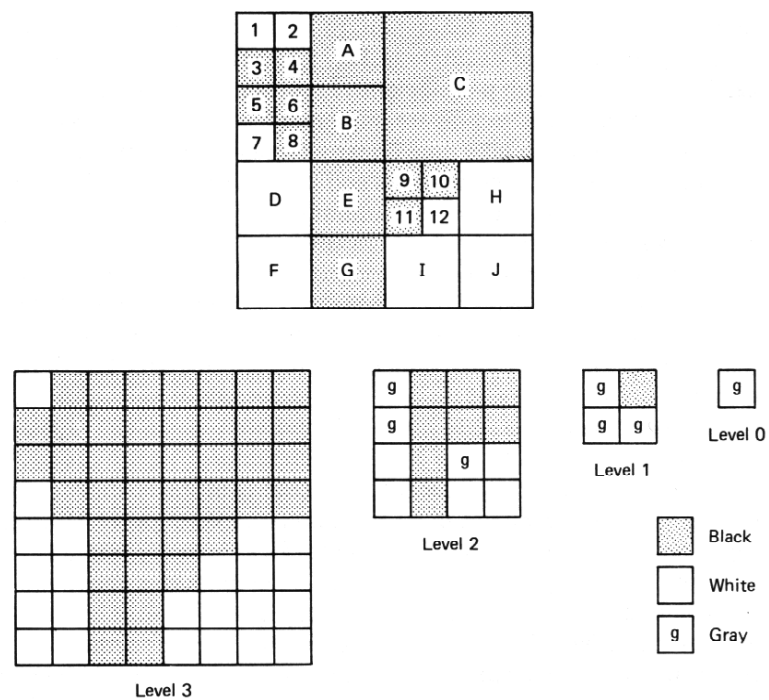 1 2
A
3 4
C
5 6
B
7 8
9 10
D E H
11 12
F G I J
g
g
g
g
g g
g
Level 0
Level 1
Level 2
Level 3
Black
White
g Gray